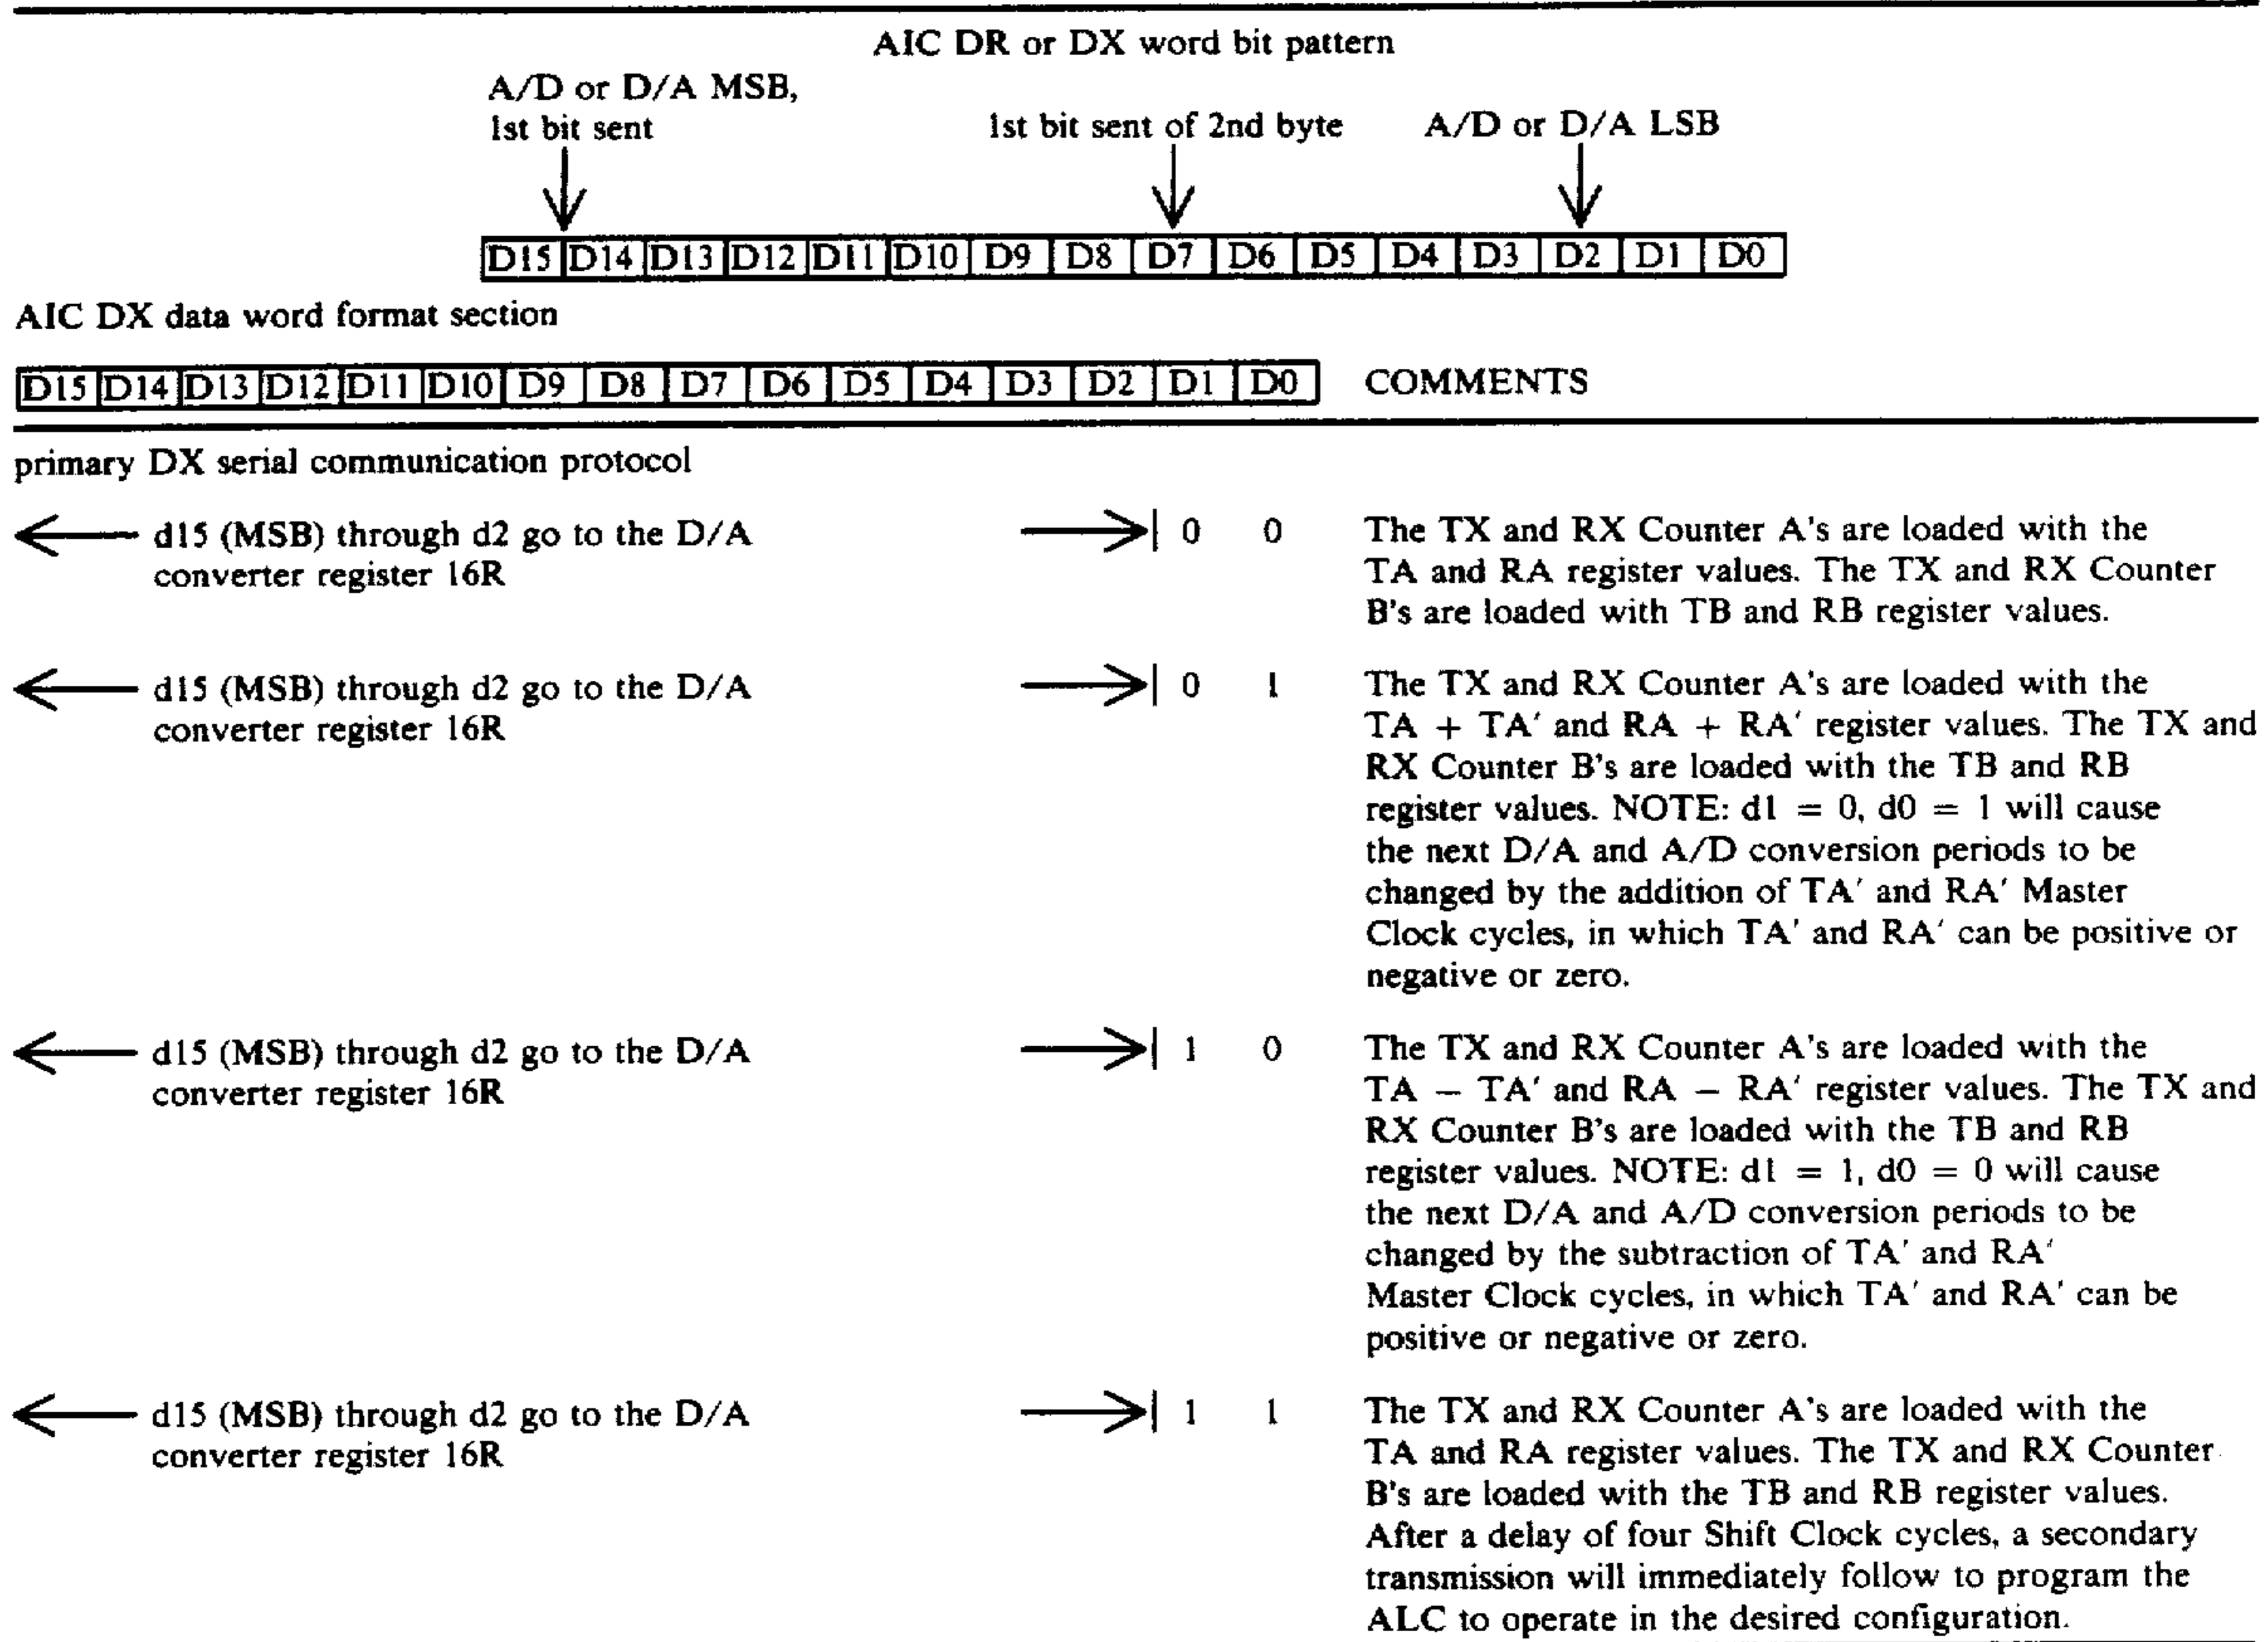 AIC DR or DX word bit pattern
A/D or D/A MSB,
1st bit sent
1st bit sent of 2nd byte
A/D or D/A LSB
D15 D14 D13 D12 D11 D10 D9 D8 D7 D6 D5 D4 D3 D2 D1 D0
AIC DX data word format section
D15 D14 D13 D12 D11 D10 D9 D8 D7 D6 D5 D4 D3 D2 D1 D0 COMMENTS
primary DX serial communication protocol
d15 (MSB) through d2 go to the D/A
converter register 16R
0 0
The TX and RX Counter A's are loaded with the
TA and RA register values. The TX and RX Counter
B's are loaded with TB and RB register values.
d15 (MSB) through d2 go to the D/A
converter register 16R
0 1
The TX and RX Counter A's are loaded with the
TA + TA′ and RA + RA′ register values. The TX and
RX Counter B's are loaded with the TB and RB
register values. NOTE: d1 = 0, d0 = 1 will cause
the next D/A and A/D conversion periods to be
changed by the addition of TA′ and RA′ Master
Clock cycles, in which TA′ and RA′ can be positive or
negative or zero.
d15 (MSB) through d2 go to the D/A
converter register 16R
1 0
The TX and RX Counter A's are loaded with the
TA − TA′ and RA − RA′ register values. The TX and
RX Counter B's are loaded with the TB and RB
register values. NOTE: d1 = 1, d0 = 0 will cause
the next D/A and A/D conversion periods to be
changed by the subtraction of TA′ and RA′
Master Clock cycles, in which TA′ and RA′ can be
positive or negative or zero.
d15 (MSB) through d2 go to the D/A
converter register 16R
1 1
The TX and RX Counter A's are loaded with the
TA and RA register values. The TX and RX Counter
B's are loaded with the TB and RB register values.
After a delay of four Shift Clock cycles, a secondary
transmission will immediately follow to program the
ALC to operate in the desired configuration.